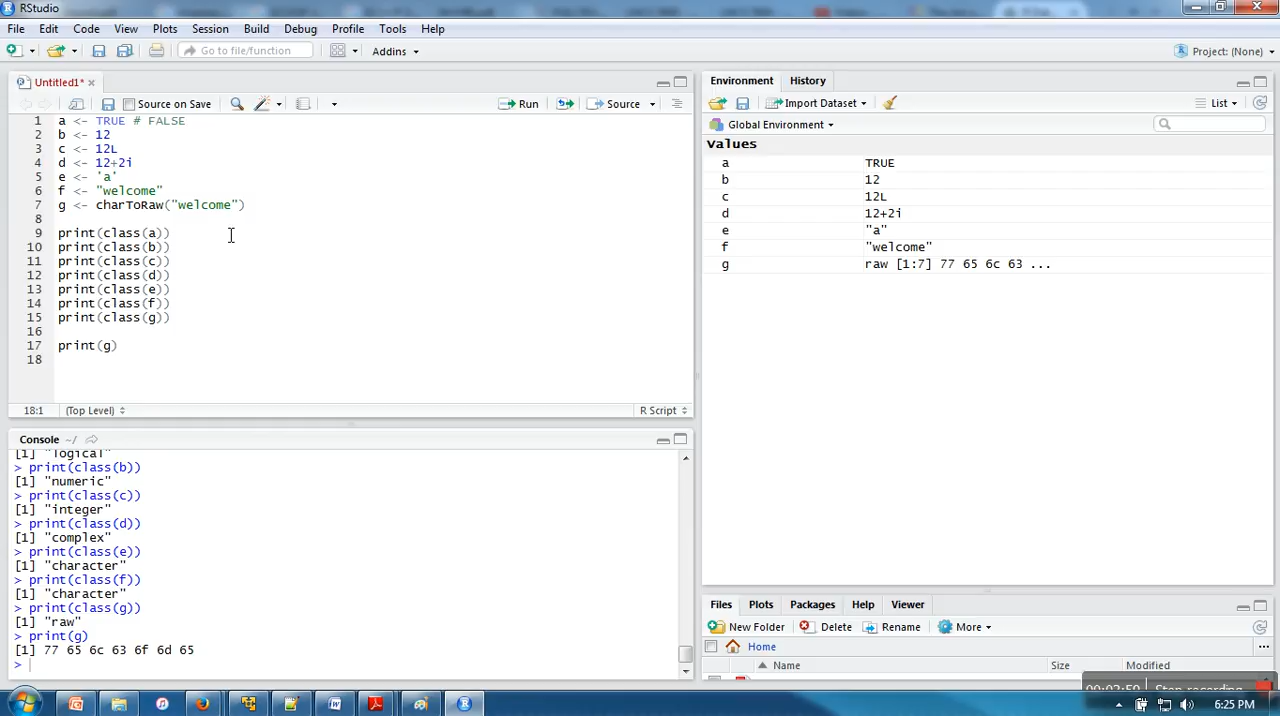 RStudio
File Edit Code View Plots Session Build Debug Profile Tools Help
Go to file/function Addins Project: (None)
Untitled1*
Source on Save Run Source
1 a <- TRUE # FALSE
2 b <- 12
3 c <- 12L
4 d <- 12+2i
5 e <- 'a'
6 f <- "welcome"
7 g <- charToRaw("welcome")
8
9 print(class(a))
10 print(class(b))
11 print(class(c))
12 print(class(d))
13 print(class(e))
14 print(class(f))
15 print(class(g))
16
17 print(g)
18
18:1 (Top Level) R Script
Console ~/
[1] "logical"
> print(class(b))
[1] "numeric"
> print(class(c))
[1] "integer"
> print(class(d))
[1] "complex"
> print(class(e))
[1] "character"
> print(class(f))
[1] "character"
> print(class(g))
[1] "raw"
> print(g)
[1] 77 65 6c 63 6f 6d 65
>
Environment History
Import Dataset List
Global Environment
Values
a TRUE
b 12
c 12L
d 12+2i
e "a"
f "welcome"
g raw [1:7] 77 65 6c 63 ...
Files Plots Packages Help Viewer
New Folder Delete Rename More
Home
Name Size Modified
00:02:59 Stop recording
6:25 PM